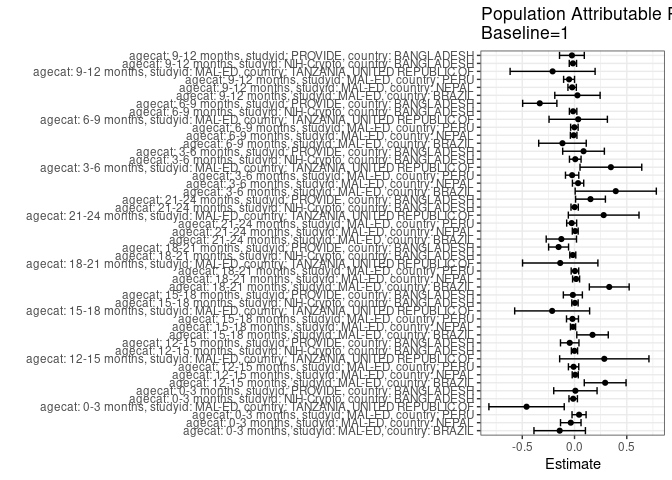 Population Attributable
Baseline=1
agecat: 9-12 months, studyid: PROVIDE, country: BANGLADESH
agecat: 9-12 months, studyid: NIH-Crypto, country: BANGLADESH
agecat: 9-12 months, studyid: MAL-ED, country: TANZANIA, UNITED REPUBLIC OF
agecat: 9-12 months, studyid: MAL-ED, country: PERU
agecat: 9-12 months, studyid: MAL-ED, country: NEPAL
agecat: 9-12 months, studyid: MAL-ED, country: BRAZIL
agecat: 6-9 months, studyid: PROVIDE, country: BANGLADESH
agecat: 6-9 months, studyid: NIH-Crypto, country: BANGLADESH
agecat: 6-9 months, studyid: MAL-ED, country: TANZANIA, UNITED REPUBLIC OF
agecat: 6-9 months, studyid: MAL-ED, country: PERU
agecat: 6-9 months, studyid: MAL-ED, country: NEPAL
agecat: 6-9 months, studyid: MAL-ED, country: BRAZIL
agecat: 3-6 months, studyid: PROVIDE, country: BANGLADESH
agecat: 3-6 months, studyid: NIH-Crypto, country: BANGLADESH
agecat: 3-6 months, studyid: MAL-ED, country: TANZANIA, UNITED REPUBLIC OF
agecat: 3-6 months, studyid: MAL-ED, country: PERU
agecat: 3-6 months, studyid: MAL-ED, country: NEPAL
agecat: 3-6 months, studyid: MAL-ED, country: BRAZIL
agecat: 21-24 months, studyid: PROVIDE, country: BANGLADESH
agecat: 21-24 months, studyid: NIH-Crypto, country: BANGLADESH
agecat: 21-24 months, studyid: MAL-ED, country: TANZANIA, UNITED REPUBLIC OF
agecat: 21-24 months, studyid: MAL-ED, country: PERU
agecat: 21-24 months, studyid: MAL-ED, country: NEPAL
agecat: 21-24 months, studyid: MAL-ED, country: BRAZIL
agecat: 18-21 months, studyid: PROVIDE, country: BANGLADESH
agecat: 18-21 months, studyid: NIH-Crypto, country: BANGLADESH
agecat: 18-21 months, studyid: MAL-ED, country: TANZANIA, UNITED REPUBLIC OF
agecat: 18-21 months, studyid: MAL-ED, country: PERU
agecat: 18-21 months, studyid: MAL-ED, country: NEPAL
agecat: 18-21 months, studyid: MAL-ED, country: BRAZIL
agecat: 15-18 months, studyid: PROVIDE, country: BANGLADESH
agecat: 15-18 months, studyid: NIH-Crypto, country: BANGLADESH
agecat: 15-18 months, studyid: MAL-ED, country: TANZANIA, UNITED REPUBLIC OF
agecat: 15-18 months, studyid: MAL-ED, country: PERU
agecat: 15-18 months, studyid: MAL-ED, country: NEPAL
agecat: 15-18 months, studyid: MAL-ED, country: BRAZIL
agecat: 12-15 months, studyid: PROVIDE, country: BANGLADESH
agecat: 12-15 months, studyid: NIH-Crypto, country: BANGLADESH
agecat: 12-15 months, studyid: MAL-ED, country: TANZANIA, UNITED REPUBLIC OF
agecat: 12-15 months, studyid: MAL-ED, country: PERU
agecat: 12-15 months, studyid: MAL-ED, country: NEPAL
agecat: 12-15 months, studyid: MAL-ED, country: BRAZIL
agecat: 0-3 months, studyid: PROVIDE, country: BANGLADESH
agecat: 0-3 months, studyid: NIH-Crypto, country: BANGLADESH
agecat: 0-3 months, studyid: MAL-ED, country: TANZANIA, UNITED REPUBLIC OF
agecat: 0-3 months, studyid: MAL-ED, country: PERU
agecat: 0-3 months, studyid: MAL-ED, country: NEPAL
agecat: 0-3 months, studyid: MAL-ED, country: BRAZIL
-0.5 0.0 0.5
Estimate